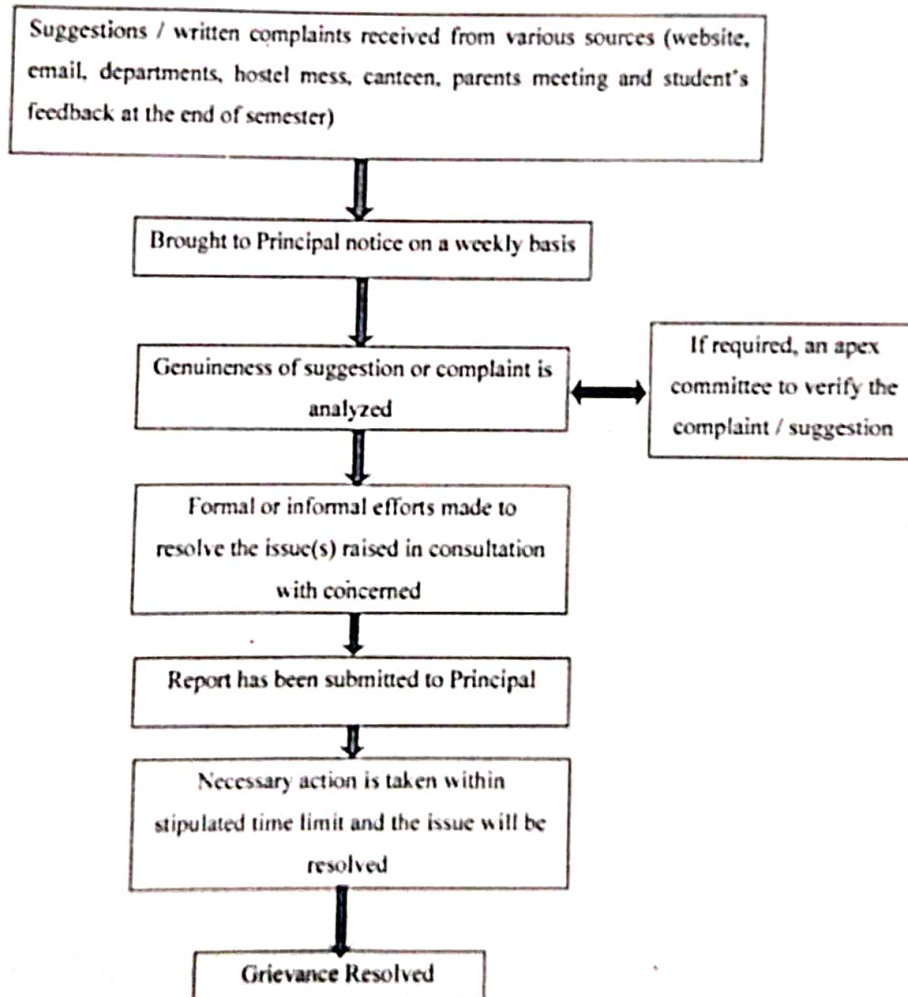 Suggestions / written complaints received from various sources (website,
email, departments, hostel mess, canteen, parents meeting and student's
feedback at the end of semester)
Brought to Principal notice on a weekly basis
Genuineness of suggestion or complaint is
analyzed
If required, an apex
committee to verify the
complaint / suggestion
Formal or informal efforts made to
resolve the issue(s) raised in consultation
with concerned
Report has been submitted to Principal
Necessary action is taken within
stipulated time limit and the issue will be
resolved
Grievance Resolved